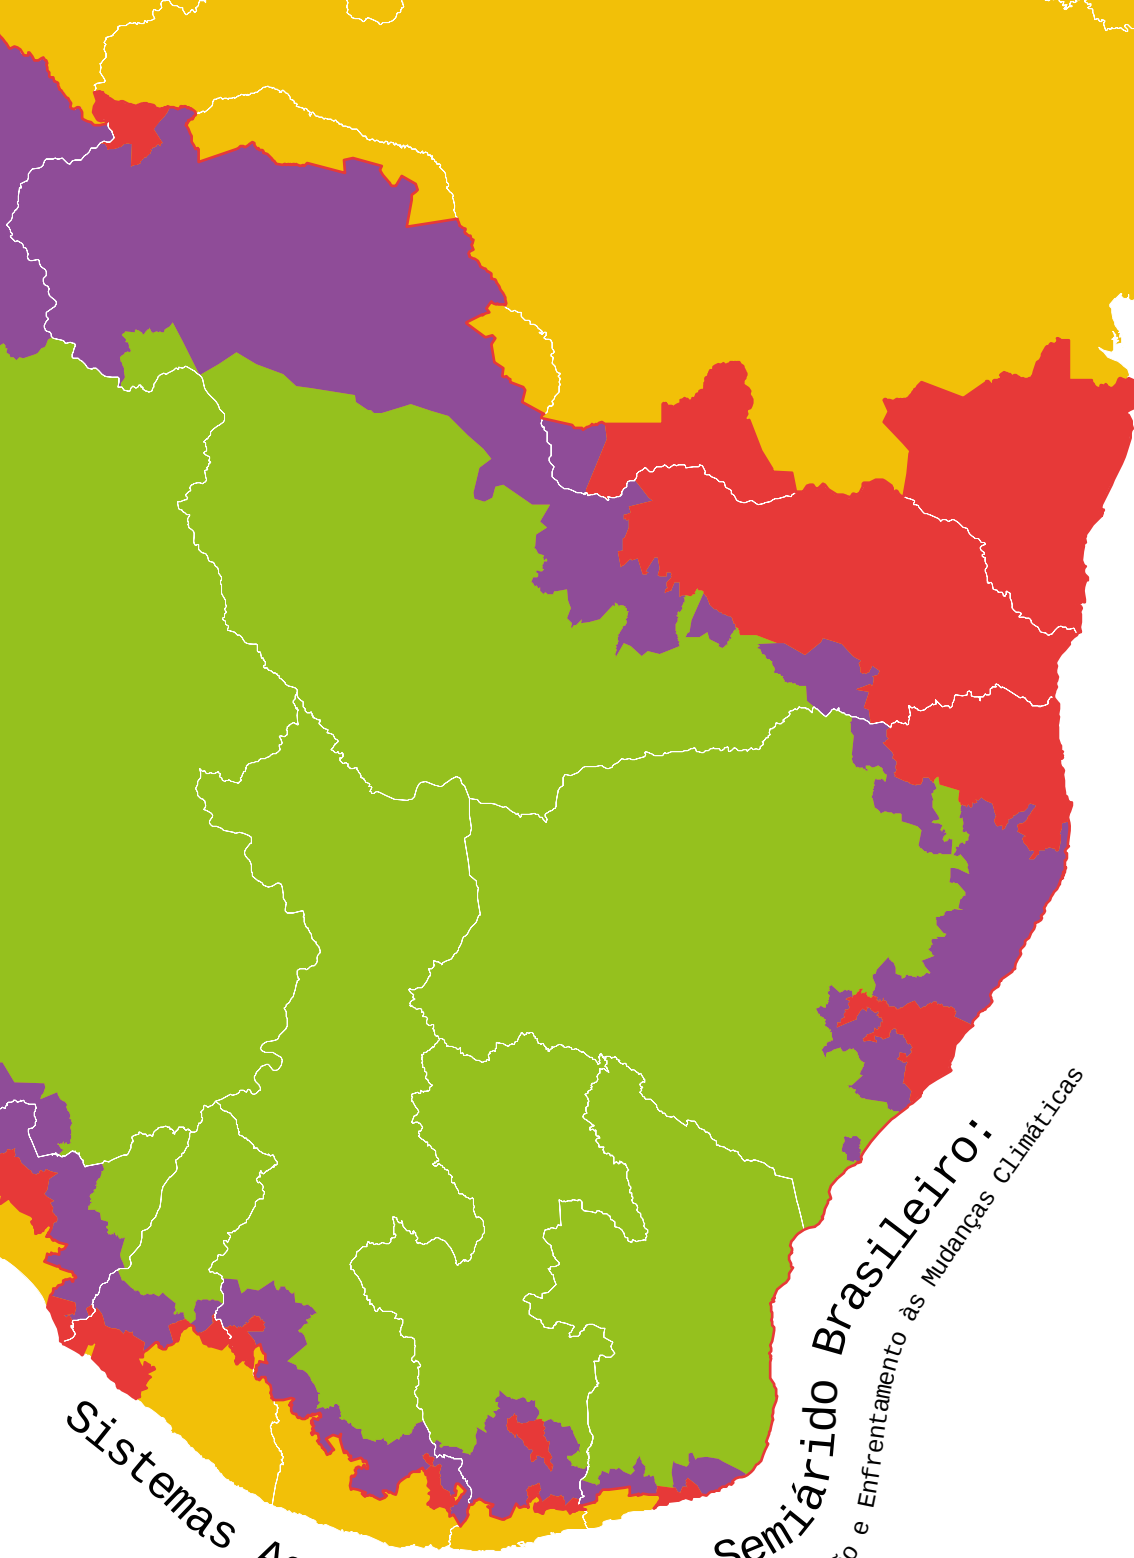 Sistemas
Semiárido Brasileiro:
e Enfrentamento às Mudanças Climáticas